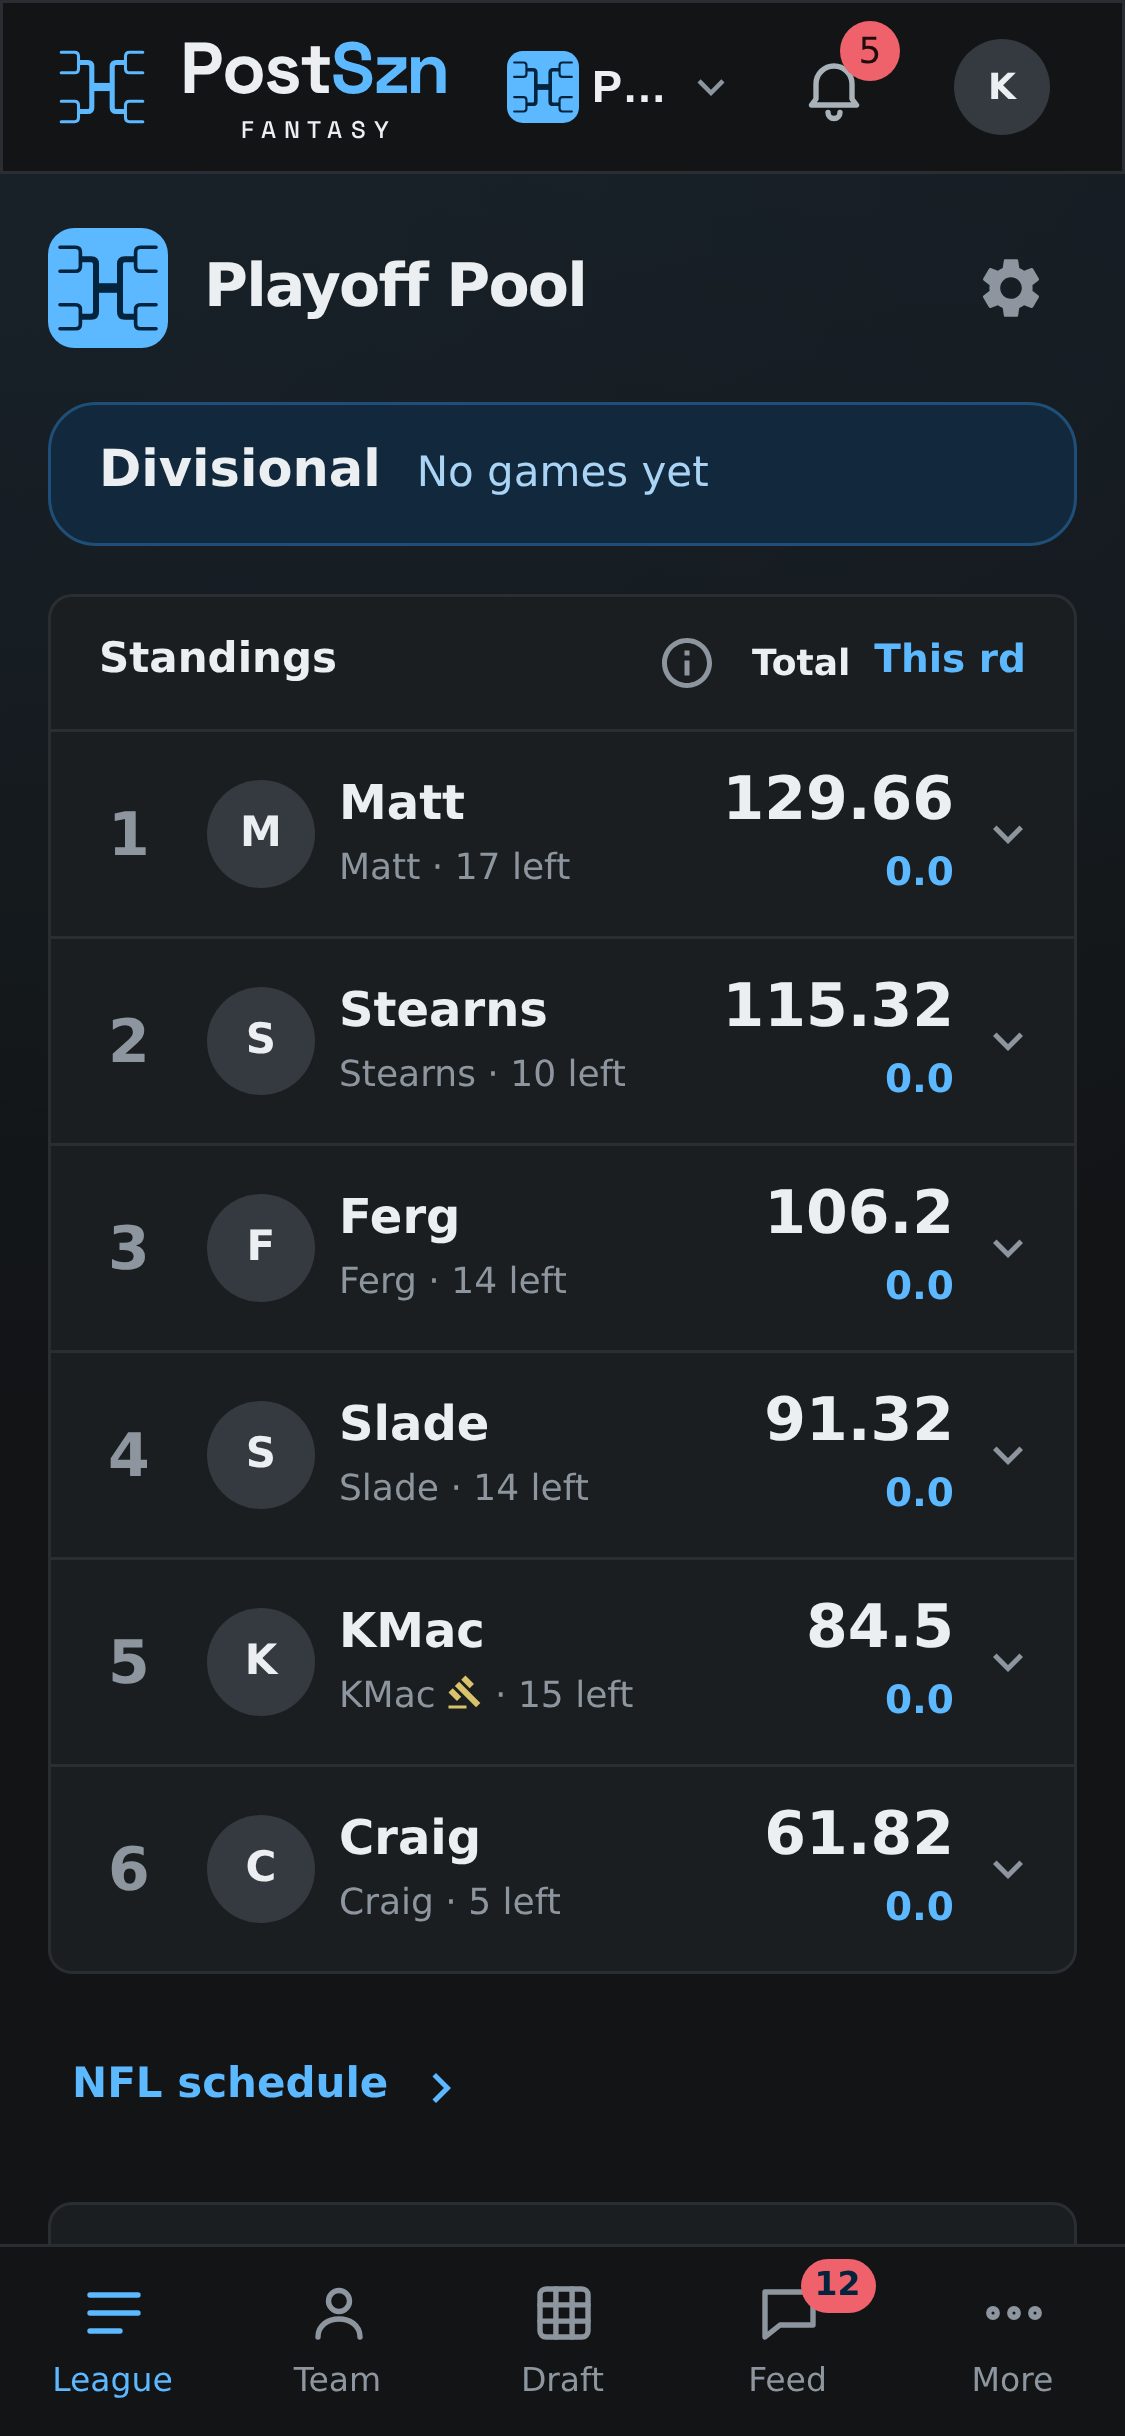 PostSzn
FANTASY
P...
5
K
Playoff Pool
Divisional No games yet
Standings Total This rd
1 M Matt 129.66
Matt · 17 left 0.0
2 S Stearns 115.32
Stearns · 10 left 0.0
3 F Ferg 106.2
Ferg · 14 left 0.0
4 S Slade 91.32
Slade · 14 left 0.0
5 K KMac 84.5
KMac · 15 left 0.0
6 C Craig 61.82
Craig · 5 left 0.0
NFL schedule
12
League Team Draft Feed More